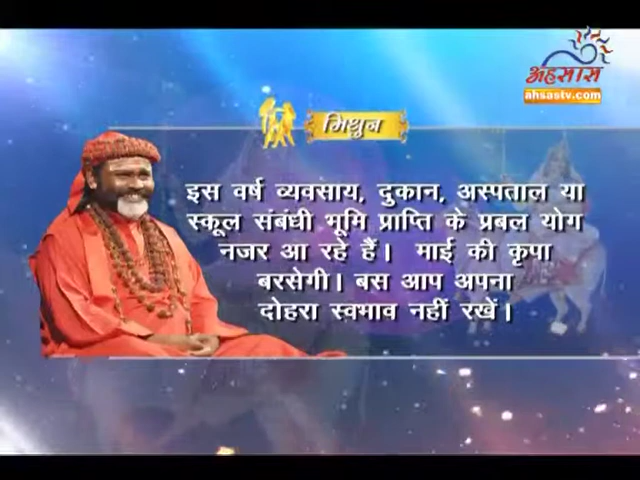 अहसास
ahsastv.com
मिथुन
इस वर्ष व्यवसाय, दुकान, अस्पताल या
स्कूल संबंधी भूमि प्राप्ति के प्रबल योग
नजर आ रहे हैं। माई की कृपा
बरसेगी। बस आप अपना
दोहरा स्वभाव नहीं रखें।